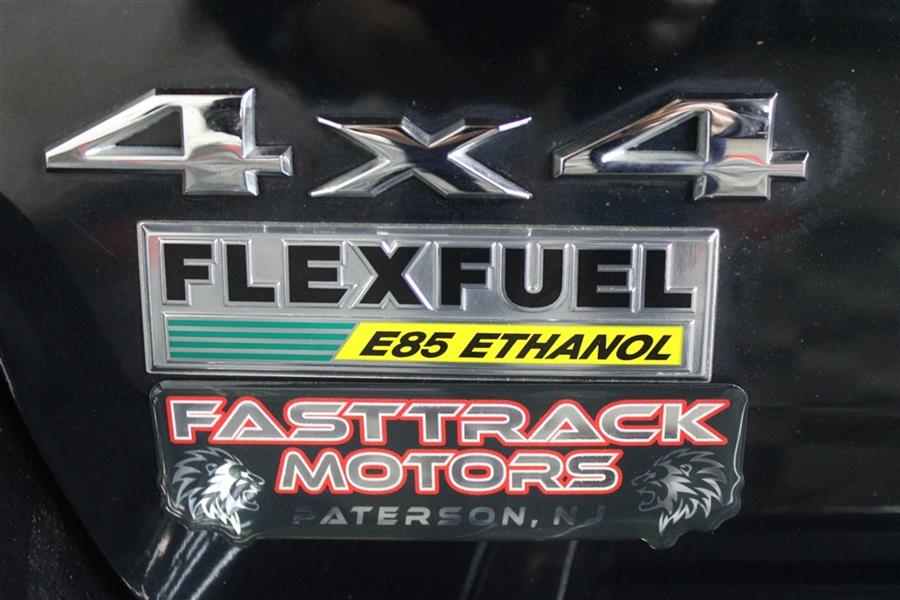 4x4
FLEXFUEL
E85 ETHANOL
FASTTRACK
MOTORS
PATERSON, NJ